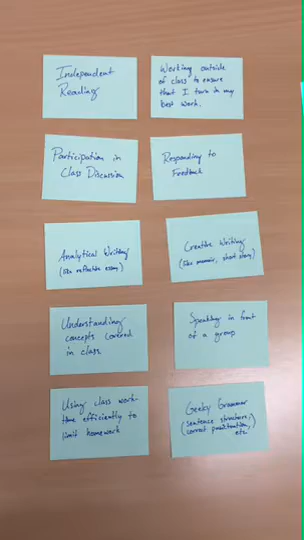 Independent
Reading
Working outside
of class to ensure
that I turn in my
best work.
Participation in
Class Discussion
Responding to
Feedback
Analytical Writing
(like reflective essay)
Creative Writing
(like memoir, short story)
Understanding
concepts covered
in class
Speaking in front
of a group
Using class work-
time efficiently to
limit homework
Geeky Grammar
(sentence structure,
correct punctuation,
etc.